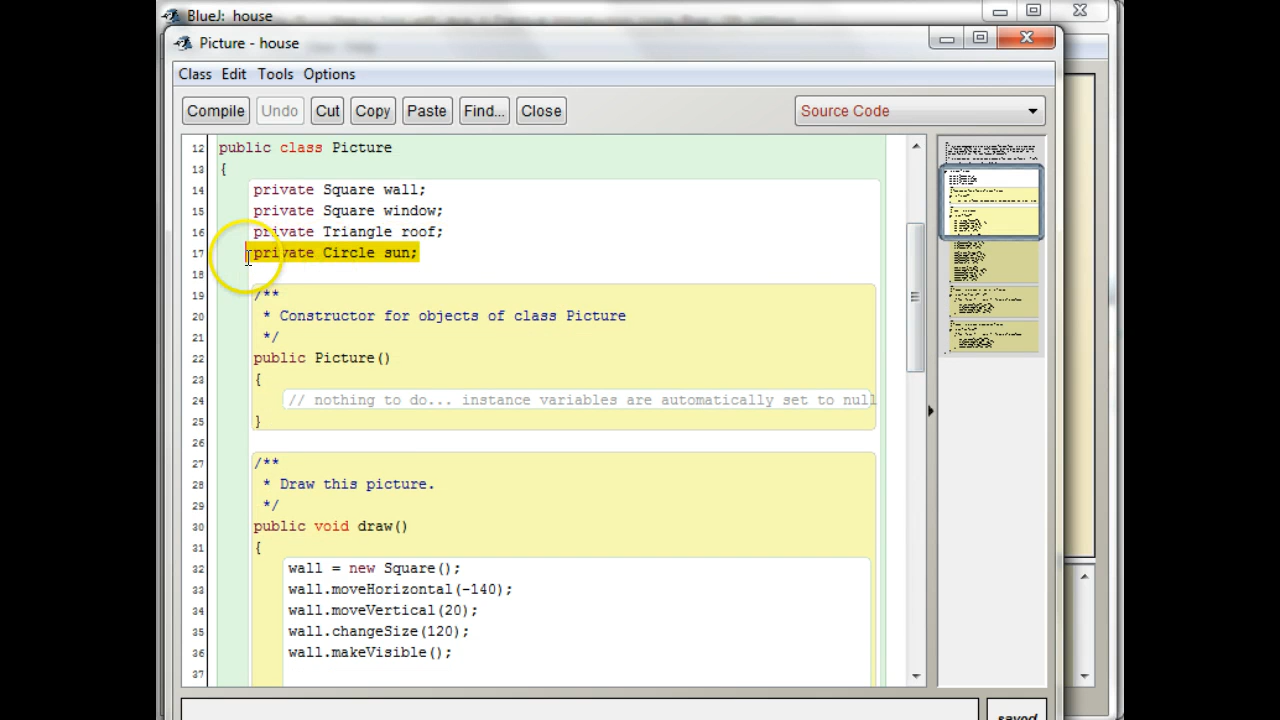 BlueJ: house
Picture - house
Class Edit Tools Options
Compile Undo Cut Copy Paste Find... Close Source Code
12 public class Picture
13 {
14 private Square wall;
15 private Square window;
16 private Triangle roof;
17 private Circle sun;
18
19 /**
20 * Constructor for objects of class Picture
21 */
22 public Picture()
23 {
24 // nothing to do... instance variables are automatically set to null
25 }
26
27 /**
28 * Draw this picture.
29 */
30 public void draw()
31 {
32 wall = new Square();
33 wall.moveHorizontal(-140);
34 wall.moveVertical(20);
35 wall.changeSize(120);
36 wall.makeVisible();
37
saved